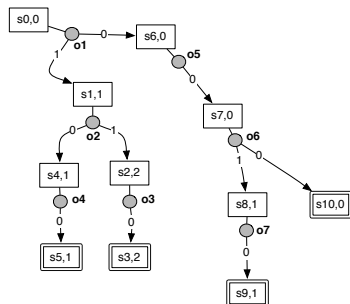 s0,0
o1
0
s6,0
1
o5
0
s1,1
s7,0
o2
o6
0
1
1
0
s4,1
s2,2
s8,1
s10,0
o4
o3
0
0
o7
0
s5,1
s3,2
s9,1